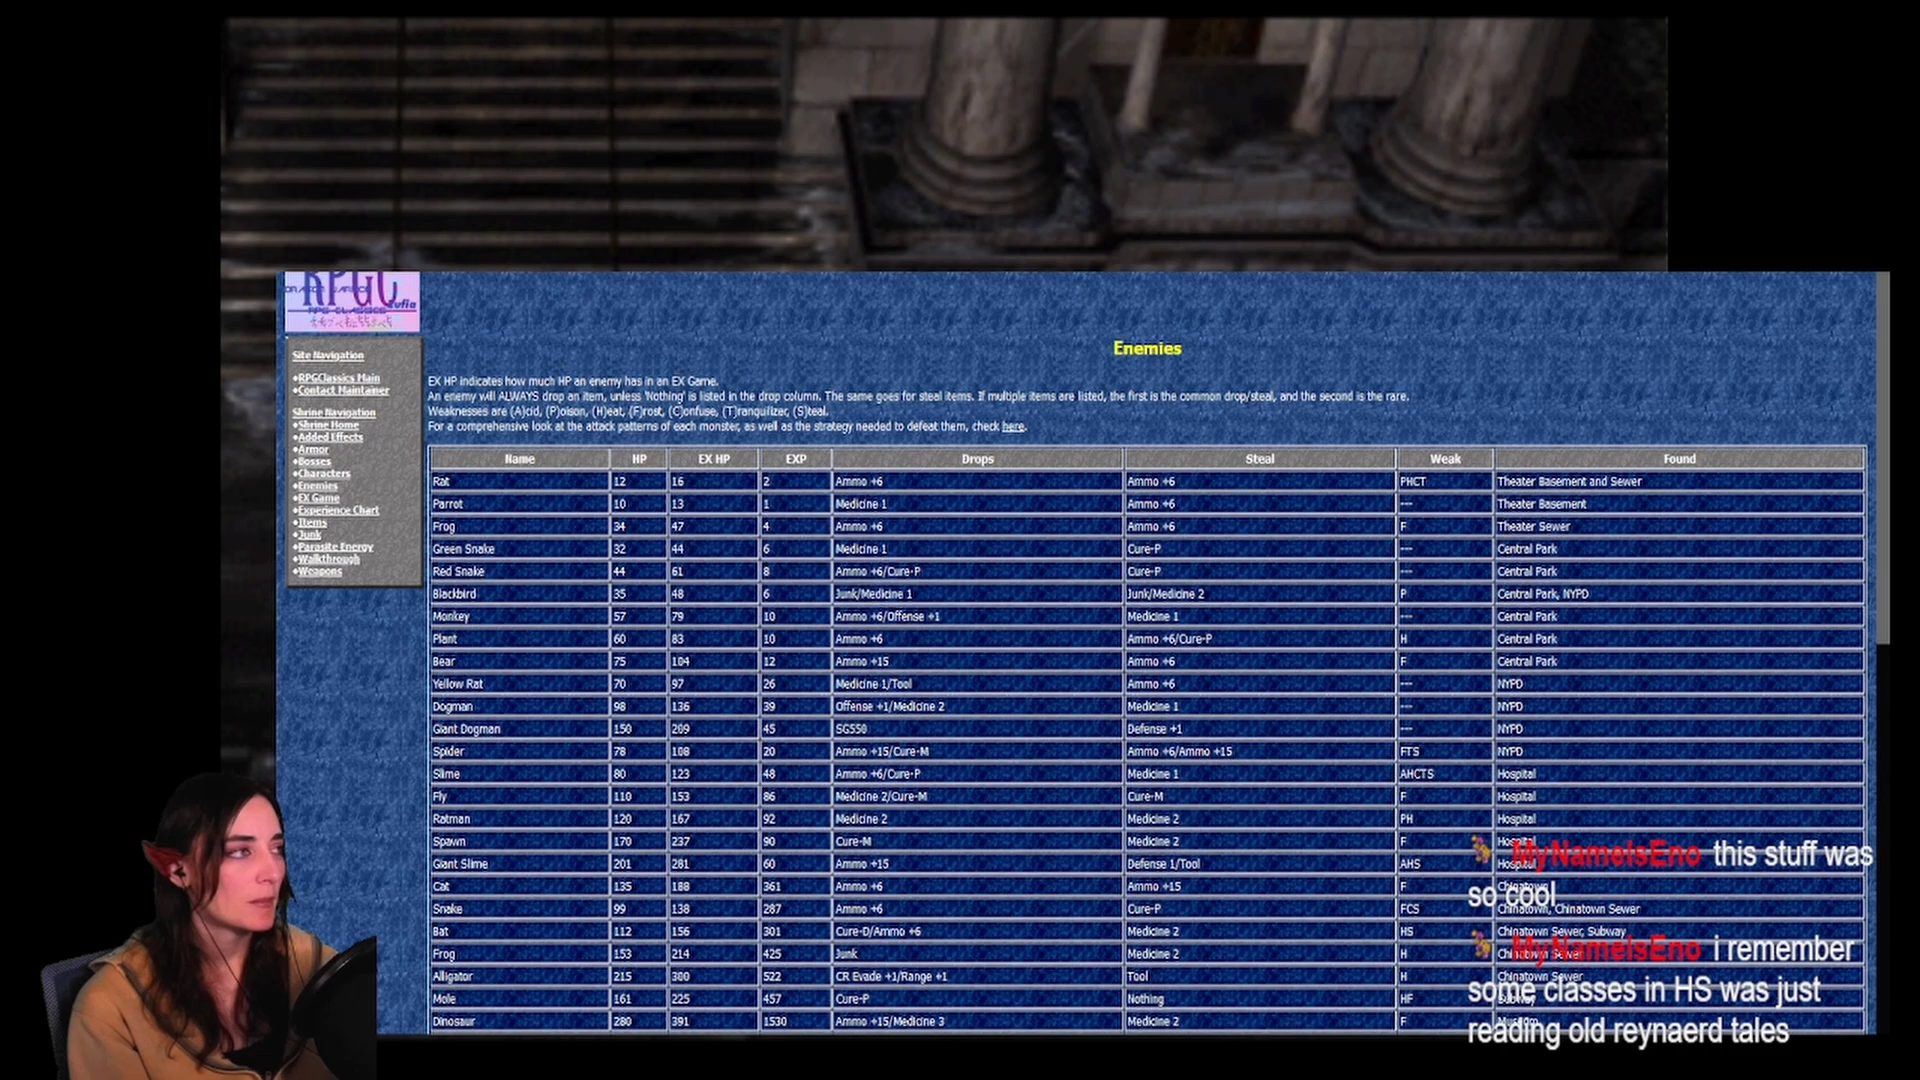 RPGC
Lufia
RPG CLASSICS
Site Navigation
•RPGClassics Main
•Contact Maintainer
Shrine Navigation
•Shrine Home
•Added Effects
•Armor
•Bosses
•Characters
•Enemies
•EX Game
•Experience Chart
•Items
•Junk
•Parasite Energy
•Walkthrough
•Weapons
Enemies
EX HP indicates how much HP an enemy has in an EX Game.
An enemy will ALWAYS drop an item, unless 'Nothing' is listed in the drop column. The same goes for steal items. If multiple items are listed, the first is the common drop/steal, and the second is the rare.
Weaknesses are (A)cid, (P)oison, (H)eat, (F)rost, (C)onfuse, (T)ranquilizer, (S)teal.
For a comprehensive look at the attack patterns of each monster, as well as the strategy needed to defeat them, check here.
Name HP EX HP EXP Drops Steal Weak Found
Rat 12 16 2 Ammo +6 Ammo +6 PHCT Theater Basement and Sewer
Parrot 10 13 1 Medicine 1 Ammo +6 --- Theater Basement
Frog 34 47 4 Ammo +6 Ammo +6 F Theater Sewer
Green Snake 32 44 6 Medicine 1 Cure-P --- Central Park
Red Snake 44 61 8 Ammo +6/Cure-P Cure-P --- Central Park
Blackbird 35 48 6 Junk/Medicine 1 Junk/Medicine 2 P Central Park, NYPD
Monkey 57 79 10 Ammo +6/Offense +1 Medicine 1 --- Central Park
Plant 60 83 10 Ammo +6 Ammo +6/Cure-P H Central Park
Bear 75 104 12 Ammo +15 Ammo +6 F Central Park
Yellow Rat 70 97 26 Medicine 1/Tool Ammo +6 --- NYPD
Dogman 98 136 39 Offense +1/Medicine 2 Medicine 1 --- NYPD
Giant Dogman 150 209 45 SG550 Defense +1 --- NYPD
Spider 78 108 20 Ammo +15/Cure-M Ammo +6/Ammo +15 FTS NYPD
Slime 80 123 48 Ammo +6/Cure-P Medicine 1 AHCTS Hospital
Fly 110 153 86 Medicine 2/Cure-M Cure-M F Hospital
Ratman 120 167 92 Medicine 2 Medicine 2 PH Hospital
Spawn 170 237 90 Cure-M Medicine 2 F Hospital
Giant Slime 201 281 60 Ammo +15 Defense 1/Tool AHS Hospital
Cat 135 188 361 Ammo +6 Ammo +15 F Chinatown
Snake 99 138 287 Ammo +6 Cure-P FCS Chinatown, Chinatown Sewer
Bat 112 156 301 Cure-D/Ammo +6 Medicine 2 HS Chinatown Sewer, Subway
Frog 153 214 425 Junk Medicine 2 H Chinatown Sewer
Alligator 215 300 522 CR Evade +1/Range +1 Tool H Chinatown Sewer
Mole 161 225 457 Cure-P Nothing HF Subway
Dinosaur 280 391 1530 Ammo +15/Medicine 3 Medicine 2 F Museum
MyNameIsEno this stuff was
so cool
MyNameIsEno i remember
some classes in HS was just
reading old reynaerd tales